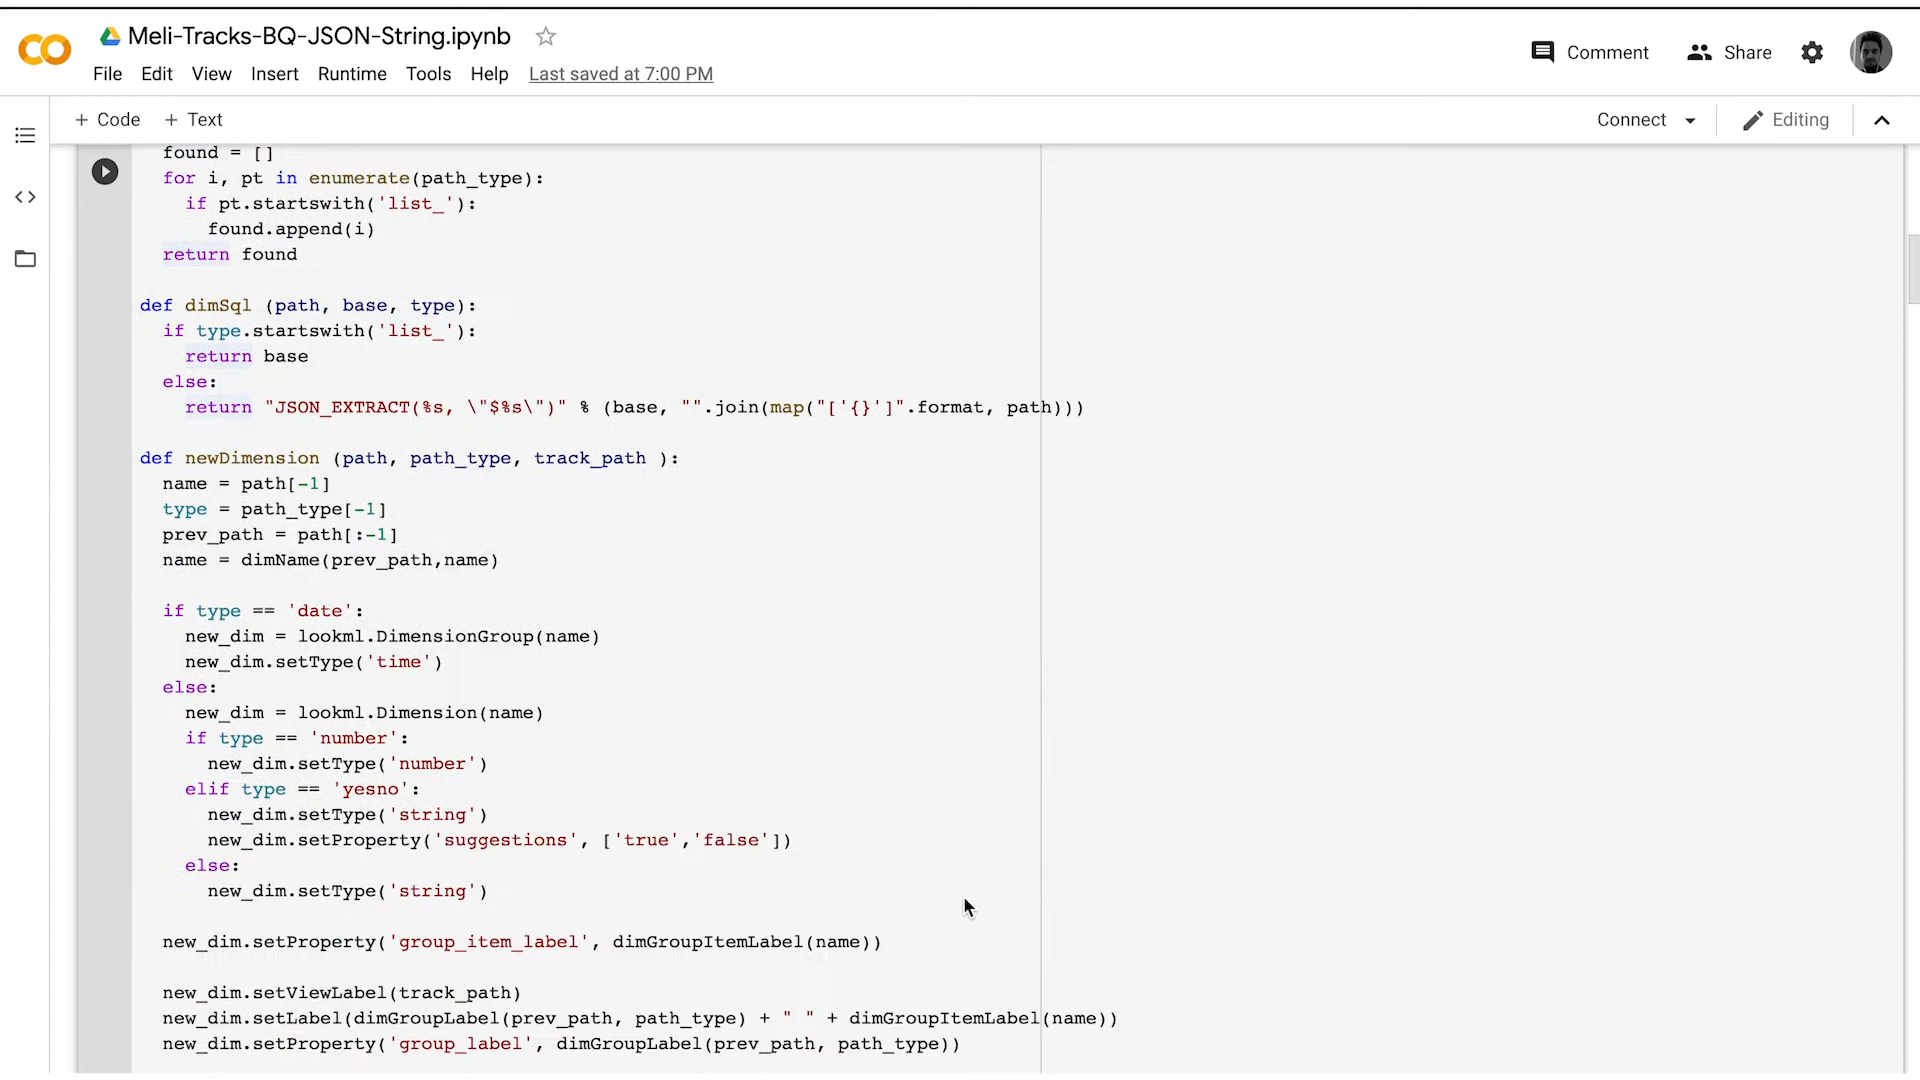 Meli-Tracks-BQ-JSON-String.ipynb
File Edit View Insert Runtime Tools Help Last saved at 7:00 PM
Comment Share
+ Code + Text
Connect Editing
found = []
for i, pt in enumerate(path_type):
if pt.startswith('list_'):
found.append(i)
return found
def dimSql (path, base, type):
if type.startswith('list_'):
return base
else:
return "JSON_EXTRACT(%s, \"$%s\")" % (base, "".join(map("['{}']".format, path)))
def newDimension (path, path_type, track_path ):
name = path[-1]
type = path_type[-1]
prev_path = path[:-1]
name = dimName(prev_path,name)
if type == 'date':
new_dim = lookml.DimensionGroup(name)
new_dim.setType('time')
else:
new_dim = lookml.Dimension(name)
if type == 'number':
new_dim.setType('number')
elif type == 'yesno':
new_dim.setType('string')
new_dim.setProperty('suggestions', ['true','false'])
else:
new_dim.setType('string')
new_dim.setProperty('group_item_label', dimGroupItemLabel(name))
new_dim.setViewLabel(track_path)
new_dim.setLabel(dimGroupLabel(prev_path, path_type) + " " + dimGroupItemLabel(name))
new_dim.setProperty('group_label', dimGroupLabel(prev_path, path_type))